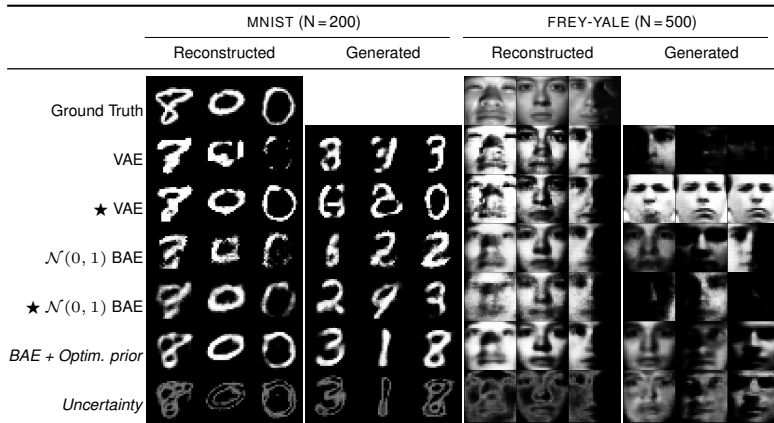 MNIST (N = 200) FREY-YALE (N = 500)
Reconstructed Generated Reconstructed Generated
Ground Truth
VAE
★ VAE
𝒩(0, 1) BAE
★ 𝒩(0, 1) BAE
BAE + Optim. prior
Uncertainty